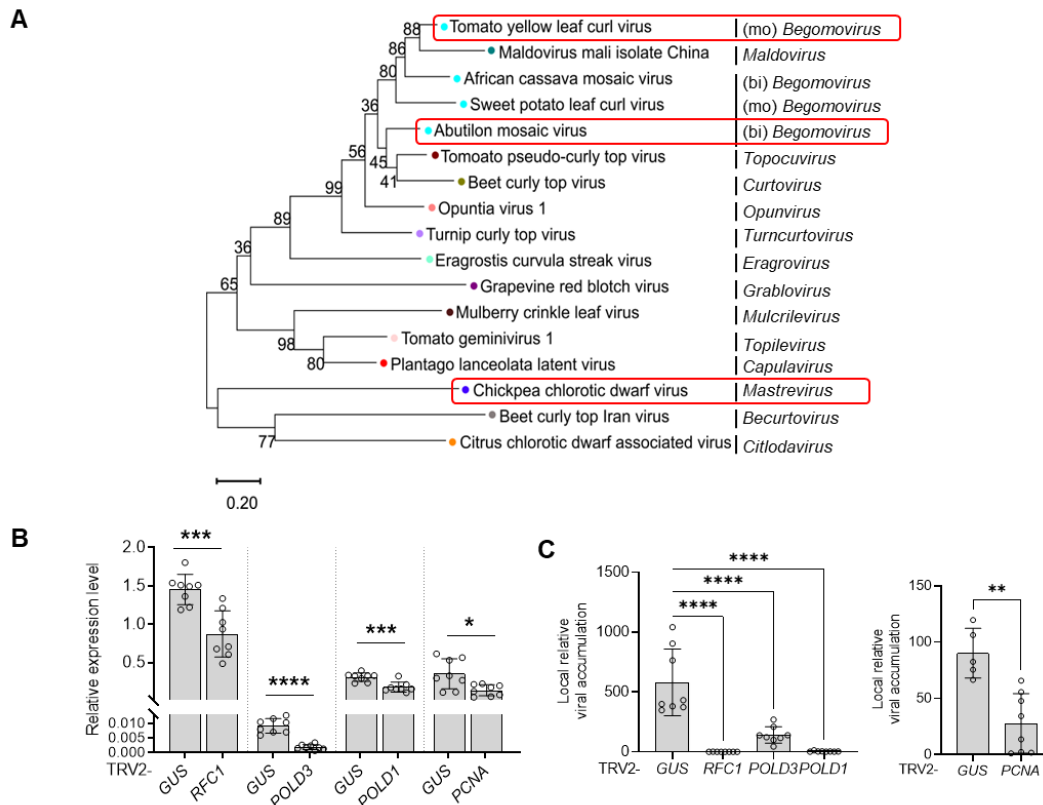 A
88 Tomato yellow leaf curl virus (mo) Begomovirus
86 Maldovirus mali isolate China Maldovirus
80 African cassava mosaic virus (bi) Begomovirus
Sweet potato leaf curl virus (mo) Begomovirus
36 Abutilon mosaic virus (bi) Begomovirus
56 45 Tomoato pseudo-curly top virus Topocuvirus
41 Beet curly top virus Curtovirus
99 Opuntia virus 1 Opunvirus
89 Turnip curly top virus Turncurtovirus
36 Eragrostis curvula streak virus Eragrovirus
65 Grapevine red blotch virus Grablovirus
Mulberry crinkle leaf virus Mulcrilevirus
98 Tomato geminivirus 1 Topilevirus
80 Plantago lanceolata latent virus Capulavirus
Chickpea chlorotic dwarf virus Mastrevirus
Beet curly top Iran virus Becurtovirus
77 Citrus chlorotic dwarf associated virus Citlodavirus
0.20
B
Relative expression level
2.0
1.5
1.0
0.5
0.010
0.005
0.000
*** **** *** *
TRV2- GUS RFC1 GUS POLD3 GUS POLD1 GUS PCNA
C
Local relative
viral accumulation
1500
1000
500
0
****
****
****
TRV2- GUS RFC1 POLD3 POLD1
Local relative
viral accumulation
150
100
50
0
**
TRV2- GUS PCNA